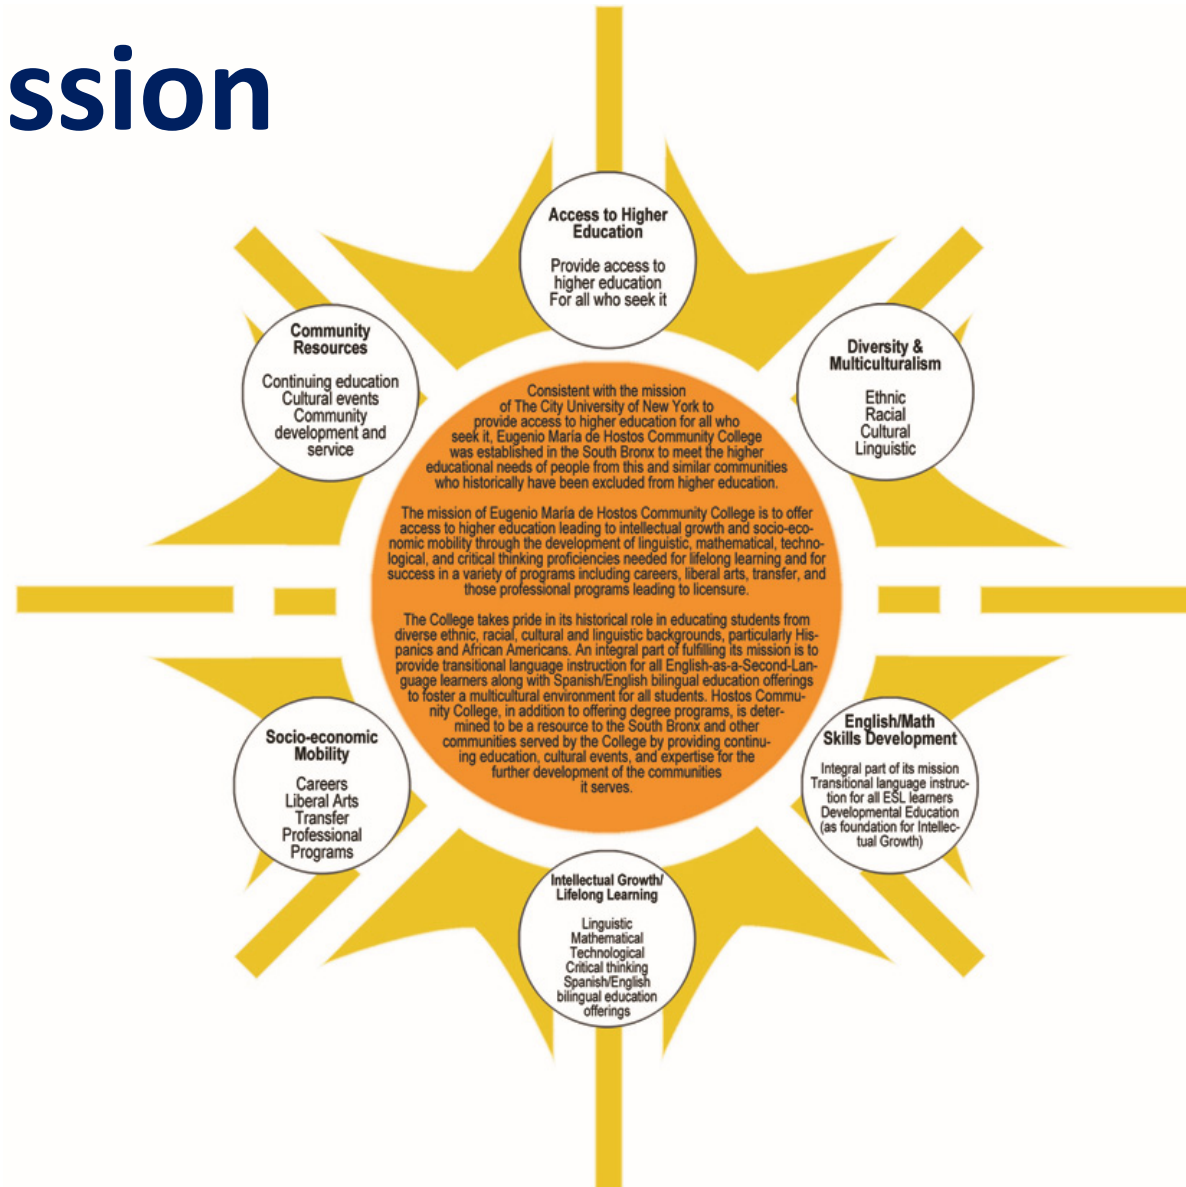 ssion
Access to Higher
Education
Provide access to
higher education
For all who seek it
Community
Resources
Continuing education
Cultural events
Community
development and
service
Diversity &
Multiculturalism
Ethnic
Racial
Cultural
Linguistic
Consistent with the mission
of The City University of New York to
provide access to higher education for all who
seek it, Eugenio María de Hostos Community College
was established in the South Bronx to meet the higher
educational needs of people from this and similar communities
who historically have been excluded from higher education.
The mission of Eugenio María de Hostos Community College is to offer
access to higher education leading to intellectual growth and socio-eco-
nomic mobility through the development of linguistic, mathematical, techno-
logical, and critical thinking proficiencies needed for lifelong learning and for
success in a variety of programs including careers, liberal arts, transfer, and
those professional programs leading to licensure.
The College takes pride in its historical role in educating students from
diverse ethnic, racial, cultural and linguistic backgrounds, particularly His-
panics and African Americans. An integral part of fulfilling its mission is to
provide transitional language instruction for all English-as-a-Second-Lan-
guage learners along with Spanish/English bilingual education offerings
to foster a multicultural environment for all students. Hostos Commu-
nity College, in addition to offering degree programs, is deter-
mined to be a resource to the South Bronx and other
communities served by the College by providing continu-
ing education, cultural events, and expertise for the
further development of the communities
it serves.
Socio-economic
Mobility
Careers
Liberal Arts
Transfer
Professional
Programs
English/Math
Skills Development
Integral part of its mission
Transitional language instruc-
tion for all ESL learners
Developmental Education
(as foundation for Intellec-
tual Growth)
Intellectual Growth/
Lifelong Learning
Linguistic
Mathematical
Technological
Critical thinking
Spanish/English
bilingual education
offerings